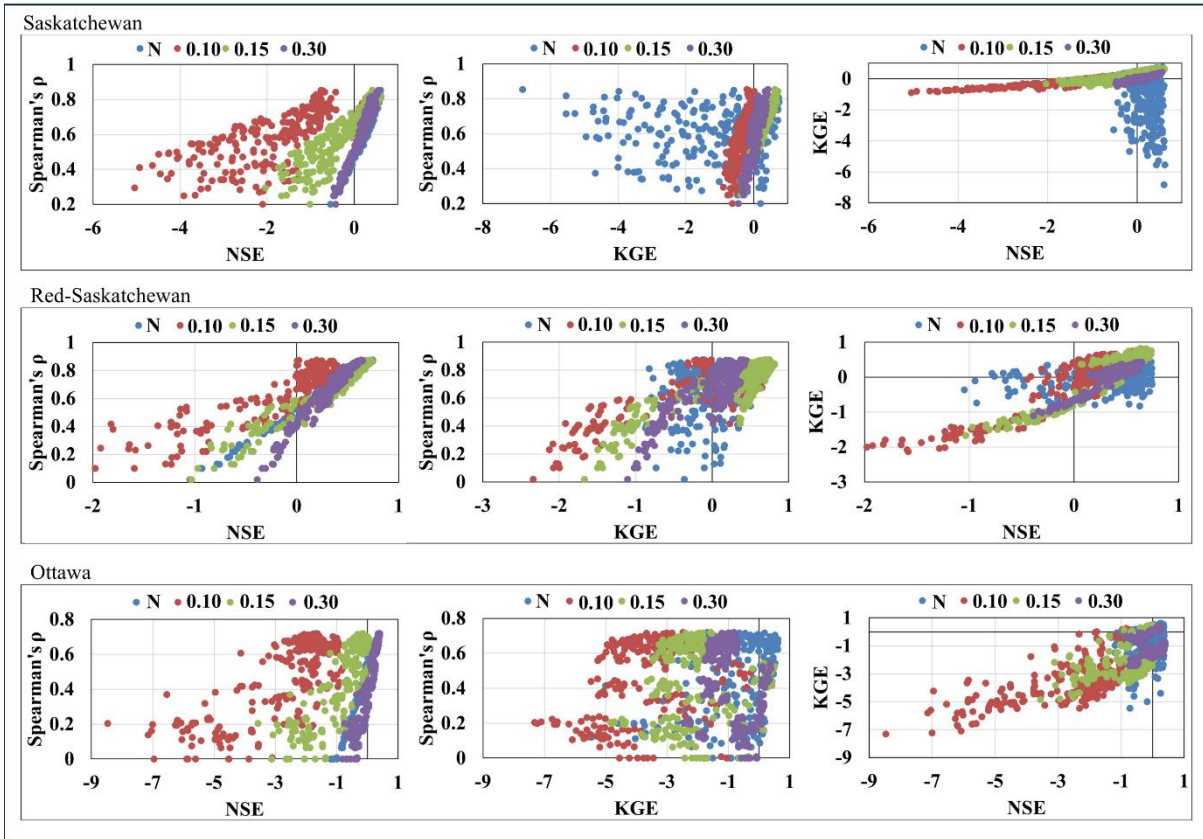 Saskatchewan
N 0.10 0.15 0.30
Spearman's ρ
1
0.8
0.6
0.4
0.2
-6 -4 -2 0
NSE
N 0.10 0.15 0.30
Spearman's ρ
1
0.8
0.6
0.4
0.2
-8 -6 -4 -2 0
KGE
N 0.10 0.15 0.30
KGE
0
-2
-4
-6
-8
-6 -4 -2 0
NSE
Red-Saskatchewan
N 0.10 0.15 0.30
Spearman's ρ
1
0.8
0.6
0.4
0.2
0
-2 -1 0 1
NSE
N 0.10 0.15 0.30
Spearman's ρ
1
0.8
0.6
0.4
0.2
0
-3 -2 -1 0 1
KGE
N 0.10 0.15 0.30
KGE
1
0
-1
-2
-3
-2 -1 0 1
NSE
Ottawa
N 0.10 0.15 0.30
Spearman's ρ
0.8
0.6
0.4
0.2
0
-9 -7 -5 -3 -1 1
NSE
N 0.10 0.15 0.30
Spearman's ρ
0.8
0.6
0.4
0.2
0
-9 -7 -5 -3 -1 1
KGE
N 0.10 0.15 0.30
KGE
1
-1
-3
-5
-7
-9
-9 -7 -5 -3 -1 1
NSE